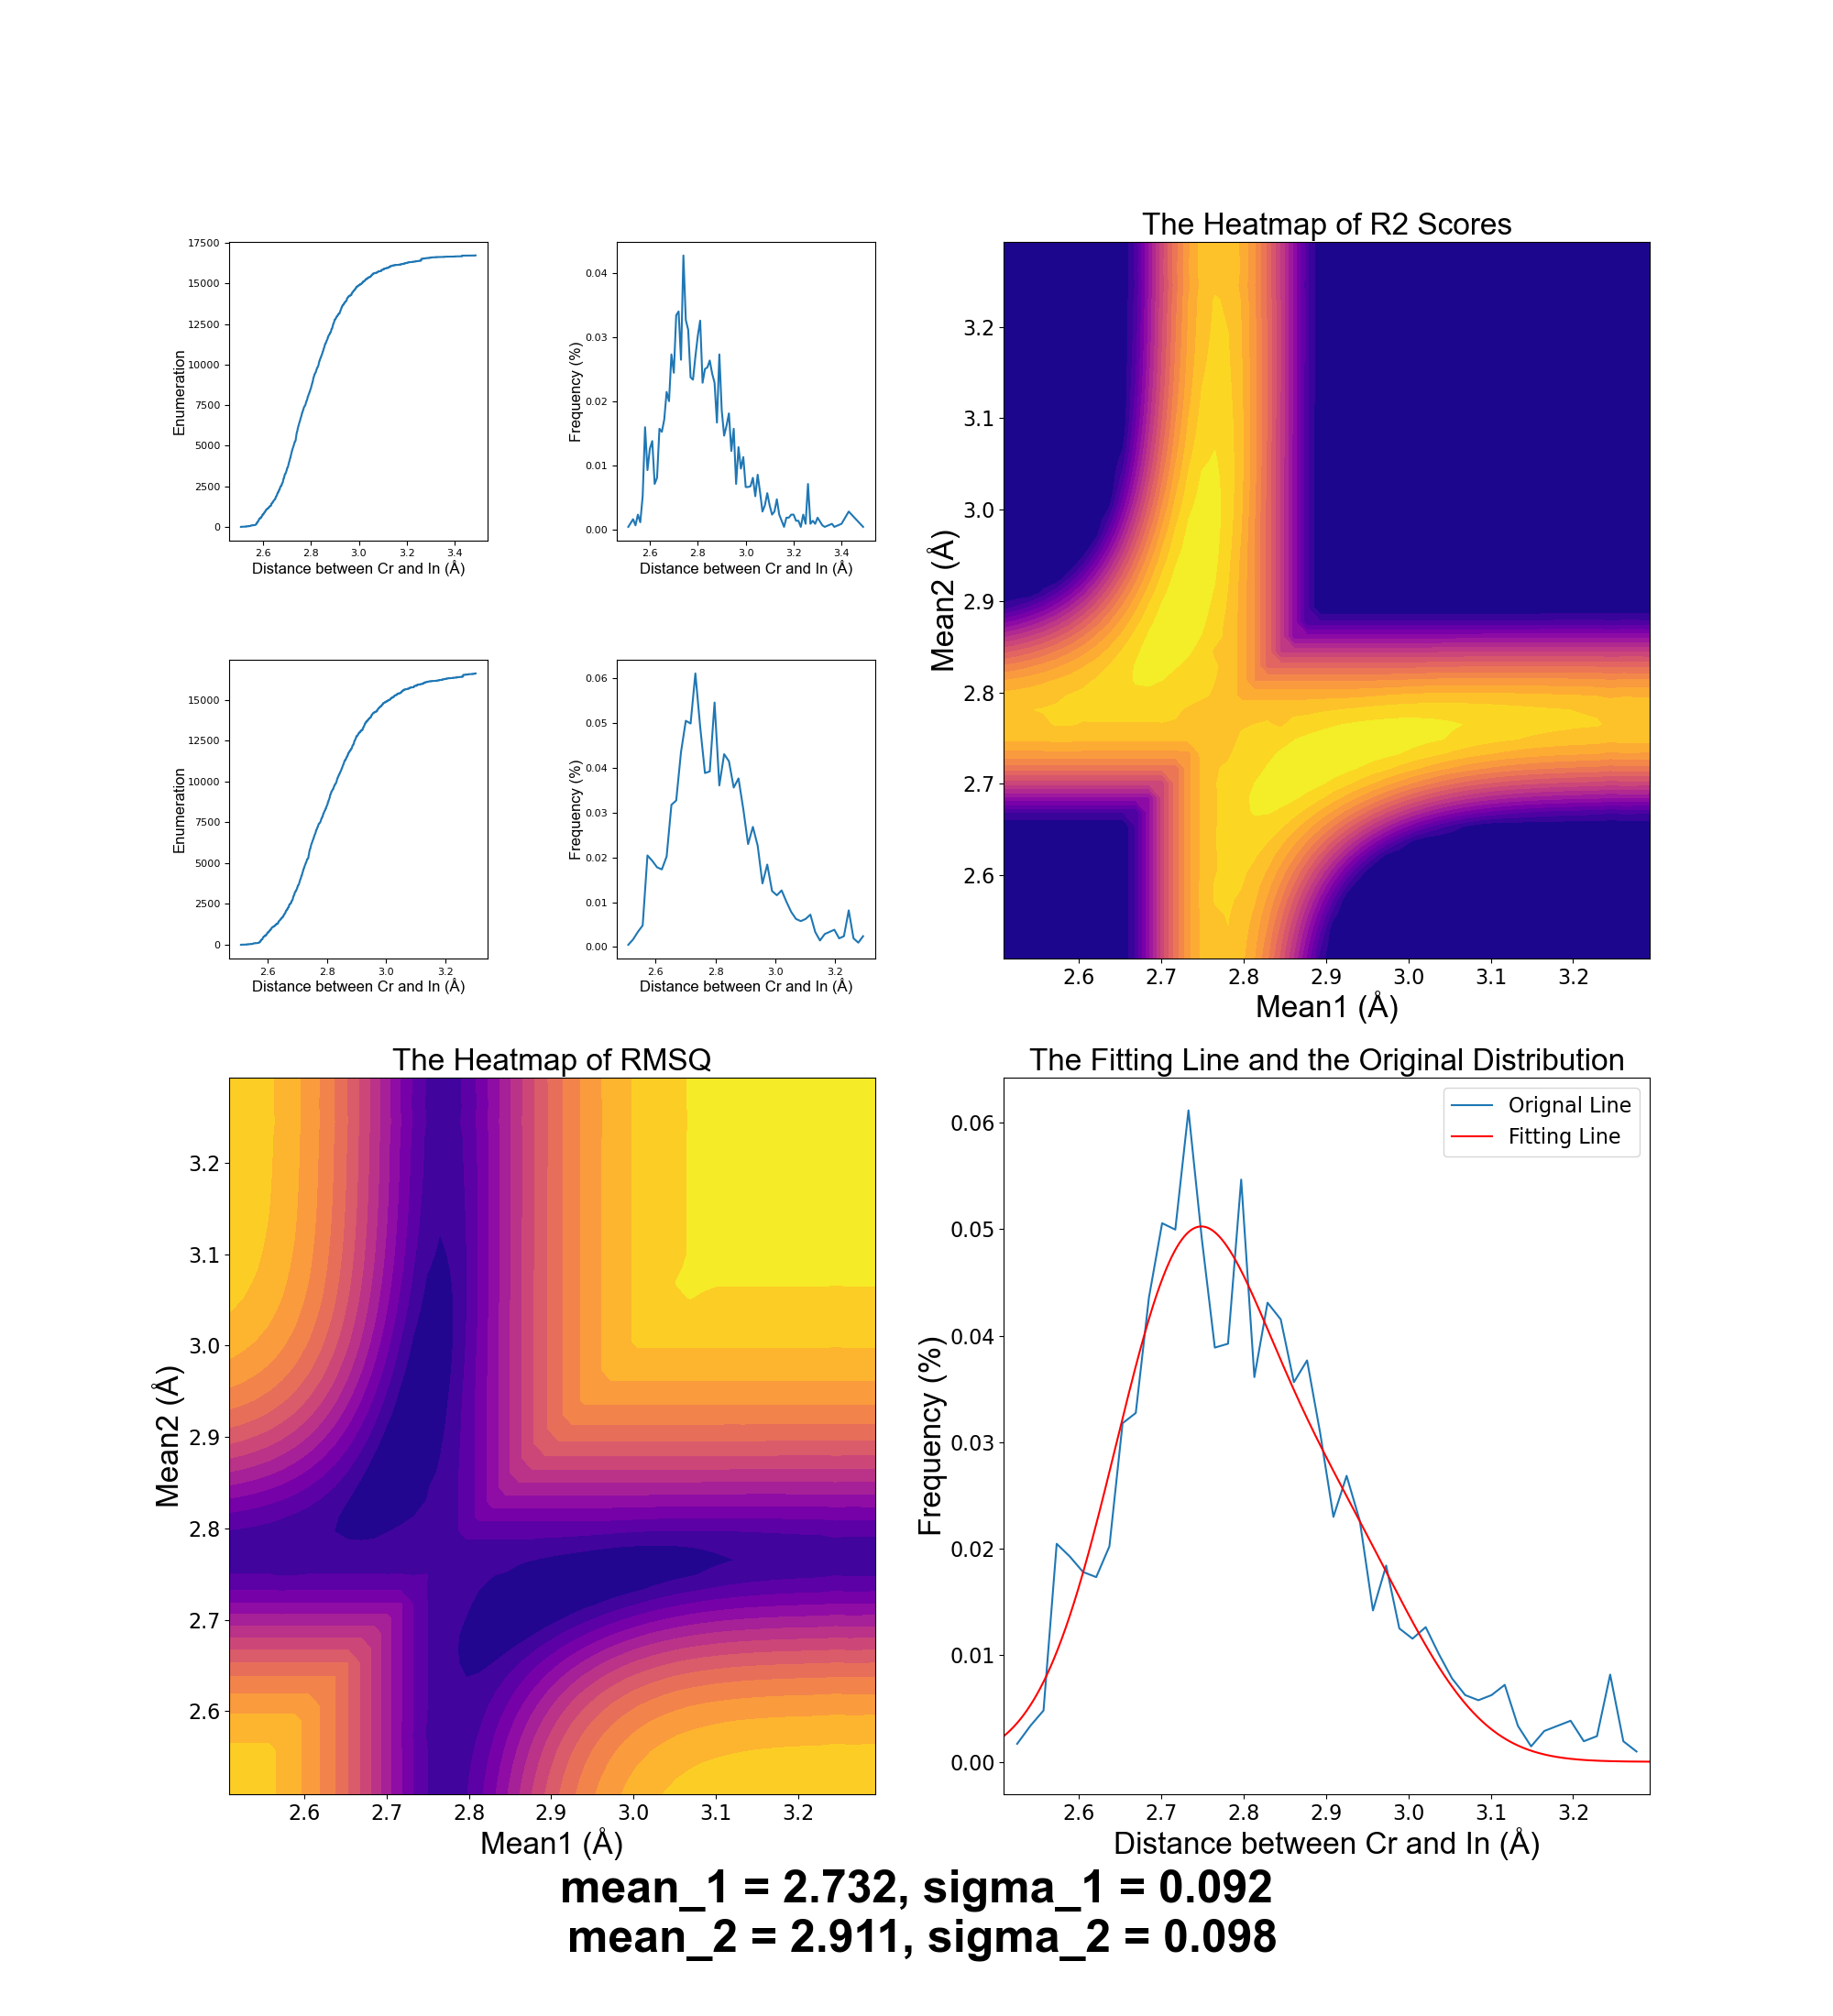 17500
15000
12500
10000
7500
5000
2500
0
Enumeration
2.6 2.8 3.0 3.2 3.4
Distance between Cr and In (Å)
0.04
0.03
0.02
0.01
0.00
Frequency (%)
2.6 2.8 3.0 3.2 3.4
Distance between Cr and In (Å)
The Heatmap of R2 Scores
3.2
3.1
3.0
2.9
2.8
2.7
2.6
Mean2 (Å)
2.6 2.7 2.8 2.9 3.0 3.1 3.2
Mean1 (Å)
15000
12500
10000
7500
5000
2500
0
Enumeration
2.6 2.8 3.0 3.2
Distance between Cr and In (Å)
0.06
0.05
0.04
0.03
0.02
0.01
0.00
Frequency (%)
2.6 2.8 3.0 3.2
Distance between Cr and In (Å)
The Heatmap of RMSQ
3.2
3.1
3.0
2.9
2.8
2.7
2.6
Mean2 (Å)
2.6 2.7 2.8 2.9 3.0 3.1 3.2
Mean1 (Å)
The Fitting Line and the Original Distribution
Orignal Line
Fitting Line
0.06
0.05
0.04
0.03
0.02
0.01
0.00
Frequency (%)
2.6 2.7 2.8 2.9 3.0 3.1 3.2
Distance between Cr and In (Å)
mean_1 = 2.732, sigma_1 = 0.092
mean_2 = 2.911, sigma_2 = 0.098